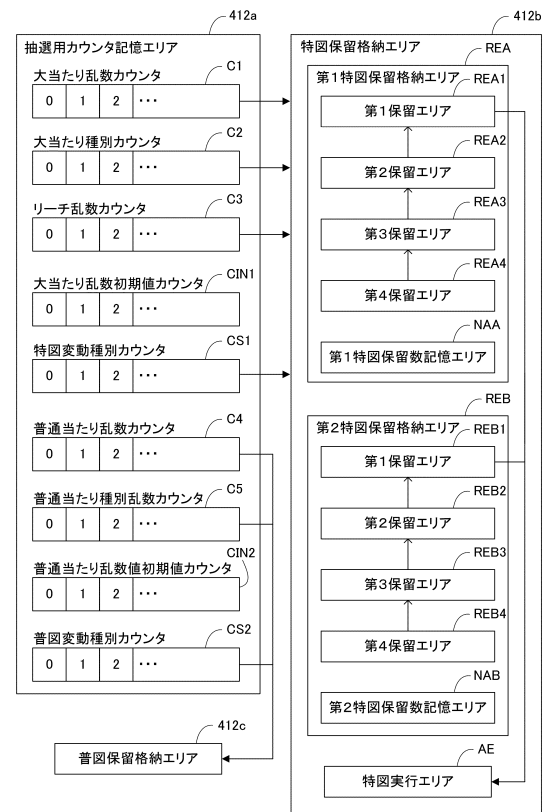 412a
抽選用カウンタ記憶エリア
大当たり乱数カウンタ
C1
0 1 2 ･･･
大当たり種別カウンタ
C2
0 1 2 ･･･
リーチ乱数カウンタ
C3
0 1 2 ･･･
大当たり乱数初期値カウンタ
CIN1
0 1 2 ･･･
特図変動種別カウンタ
CS1
0 1 2 ･･･
普通当たり乱数カウンタ
C4
0 1 2 ･･･
普通当たり種別乱数カウンタ
C5
0 1 2 ･･･
普通当たり乱数値初期値カウンタ
CIN2
0 1 2 ･･･
普図変動種別カウンタ
CS2
0 1 2 ･･･
412c
普図保留格納エリア
412b
特図保留格納エリア
REA
第1特図保留格納エリア
REA1
第1保留エリア
REA2
第2保留エリア
REA3
第3保留エリア
REA4
第4保留エリア
NAA
第1特図保留数記憶エリア
REB
第2特図保留格納エリア
REB1
第1保留エリア
REB2
第2保留エリア
REB3
第3保留エリア
REB4
第4保留エリア
NAB
第2特図保留数記憶エリア
AE
特図実行エリア